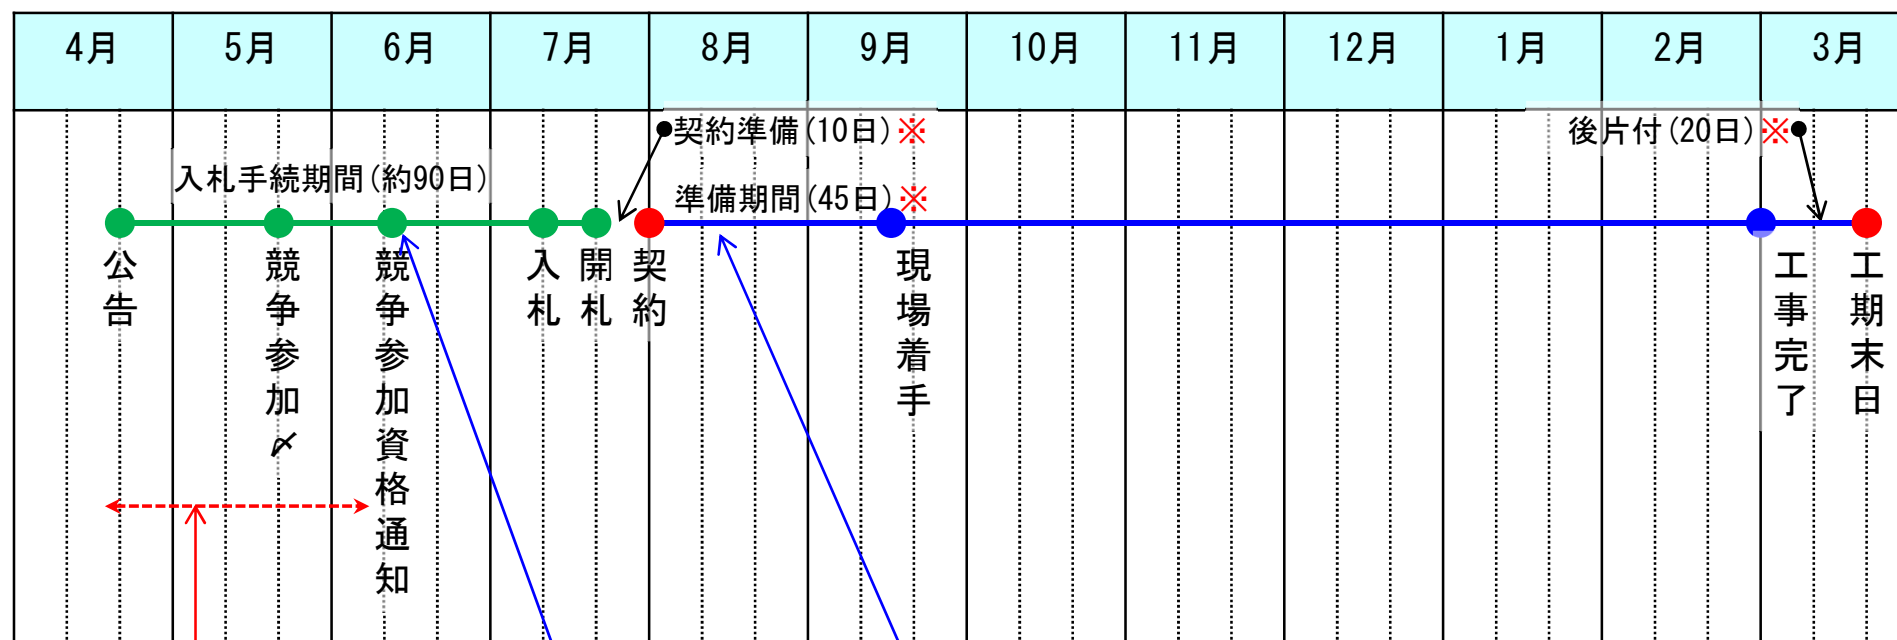 4月 5月 6月 7月 8月 9月 10月 11月 12月 1月 2月 3月
契約準備(10日)※
後片付(20日)※
入札手続期間(約90日)
準備期間(45日)※
公告
競争参加〆
競争参加資格通知
入札
開札
契約
現場着手
工事完了
工期末日